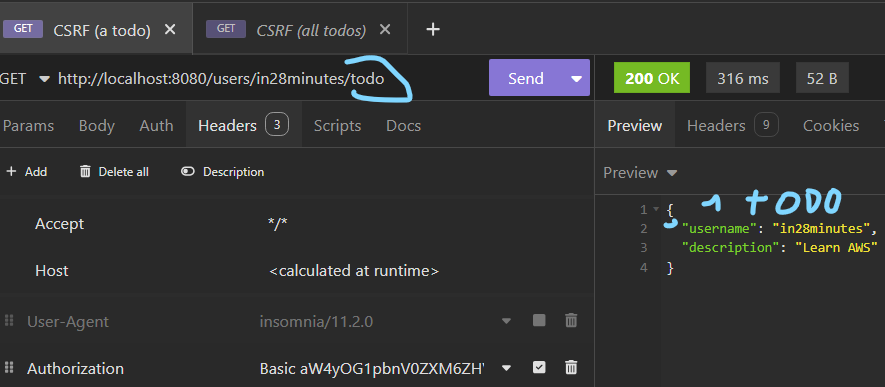 GET CSRF (a todo) GET CSRF (all todos)
GET http://localhost:8080/users/in28minutes/todo Send 200 OK 316 ms 52 B
Params Body Auth Headers 3 Scripts Docs Preview Headers 9 Cookies
Add Delete all Description Preview
1 TODO
1 {
Accept */* 2 "username": "in28minutes",
3 "description": "Learn AWS"
Host <calculated at runtime> 4 }
User-Agent insomnia/11.2.0
Authorization Basic